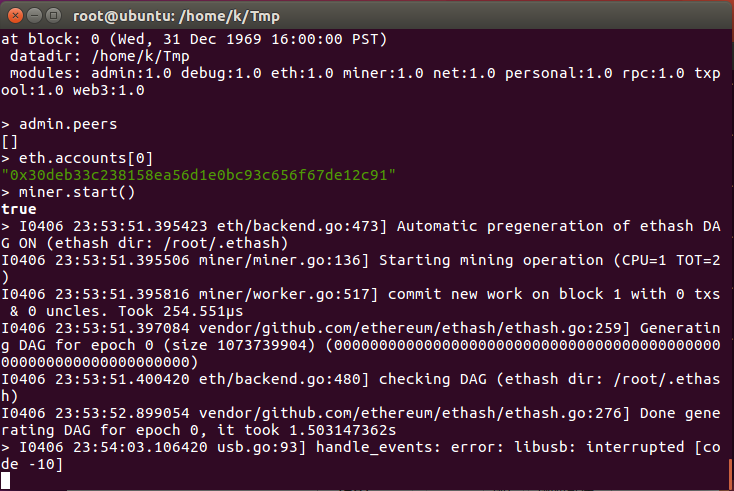 root@ubuntu: /home/k/Tmp
at block: 0 (Wed, 31 Dec 1969 16:00:00 PST)
 datadir: /home/k/Tmp
 modules: admin:1.0 debug:1.0 eth:1.0 miner:1.0 net:1.0 personal:1.0 rpc:1.0 txp
ool:1.0 web3:1.0
> admin.peers
[]
> eth.accounts[0]
"0x30deb33c238158ea56d1e0bc93c656f67de12c91"
> miner.start()
true
> I0406 23:53:51.395423 eth/backend.go:473] Automatic pregeneration of ethash DA
G ON (ethash dir: /root/.ethash)
I0406 23:53:51.395506 miner/miner.go:136] Starting mining operation (CPU=1 TOT=2
)
I0406 23:53:51.395816 miner/worker.go:517] commit new work on block 1 with 0 txs
 & 0 uncles. Took 254.551µs
I0406 23:53:51.397084 vendor/github.com/ethereum/ethash/ethash.go:259] Generatin
g DAG for epoch 0 (size 1073739904) (0000000000000000000000000000000000000000000
000000000000000000000)
I0406 23:53:51.400420 eth/backend.go:480] checking DAG (ethash dir: /root/.ethas
h)
I0406 23:53:52.899054 vendor/github.com/ethereum/ethash/ethash.go:276] Done gene
rating DAG for epoch 0, it took 1.503147362s
> I0406 23:54:03.106420 usb.go:93] handle_events: error: libusb: interrupted [co
de -10]